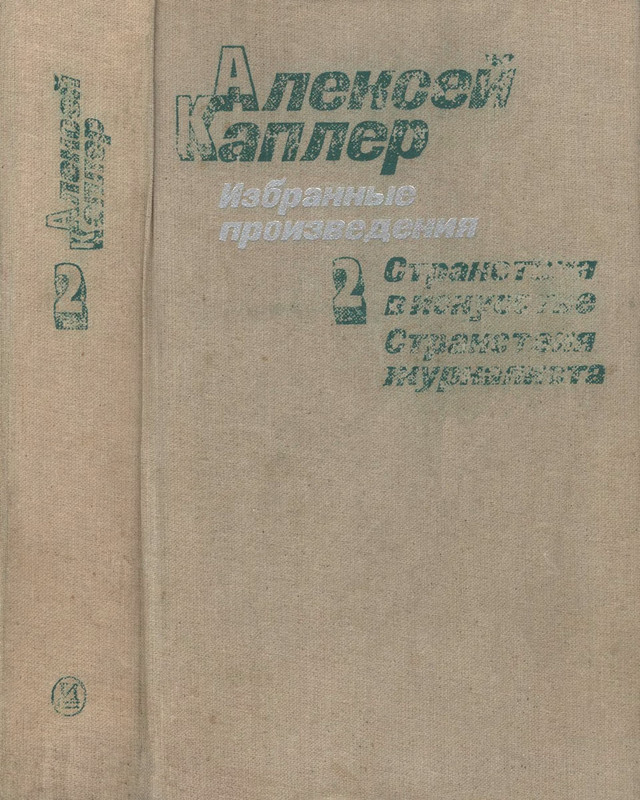 Алексей
Каплер
2
Алексей
Каплер
Избранные
произведения
2
Странствия
в искусстве
Странствия
журналиста